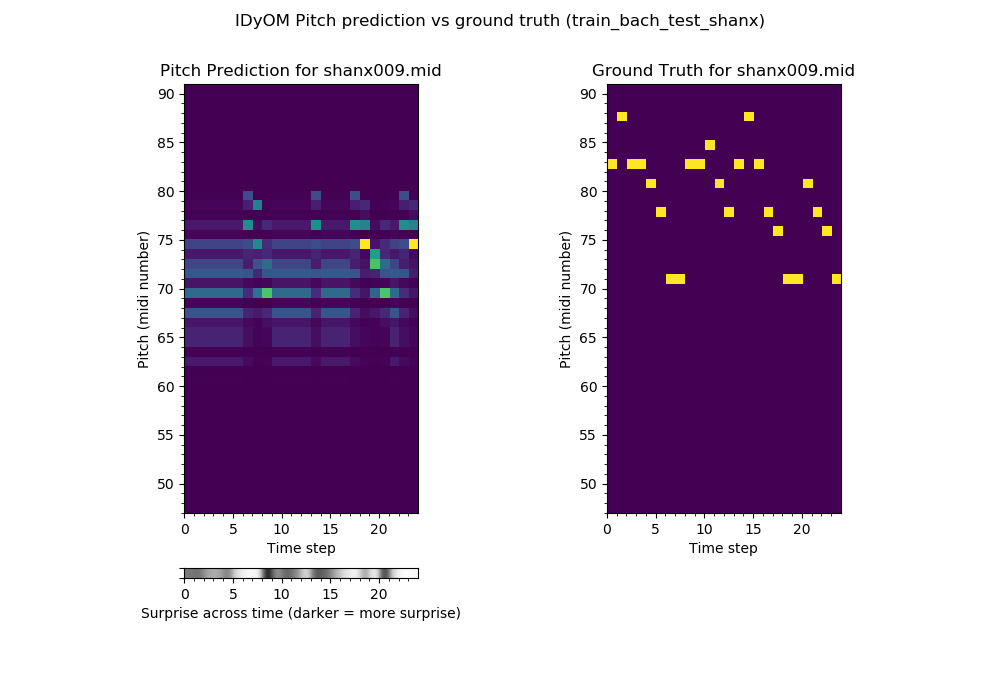 IDyOM Pitch prediction vs ground truth (train_bach_test_shanx)
Pitch Prediction for shanx009.mid
90
85
80
75
70
65
60
55
50
Pitch (midi number)
0 5 10 15 20
Time step
0 5 10 15 20
Surprise across time (darker = more surprise)
Ground Truth for shanx009.mid
90
85
80
75
70
65
60
55
50
Pitch (midi number)
0 5 10 15 20
Time step